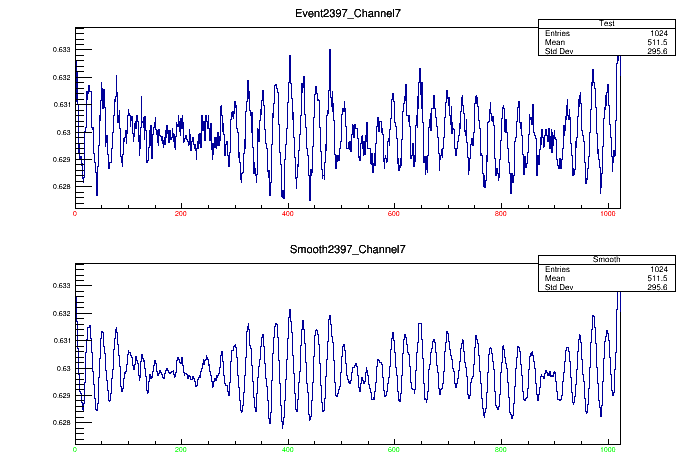 Event2397_Channel7
Test
Entries 1024
Mean 511.5
Std Dev 295.6
0.633
0.632
0.631
0.63
0.629
0.628
0 200 400 600 800 1000
Smooth2397_Channel7
Smooth
Entries 1024
Mean 511.5
Std Dev 295.6
0.633
0.632
0.631
0.63
0.629
0.628
0 200 400 600 800 1000